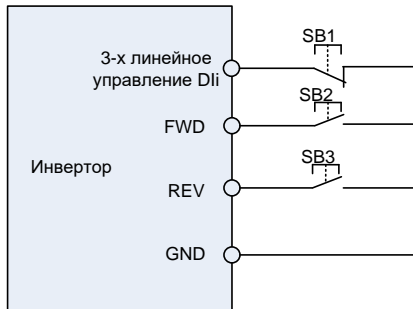 SB1
3-х линейное
управление DIi
SB2
FWD
SB3
Инвертор
REV
GND